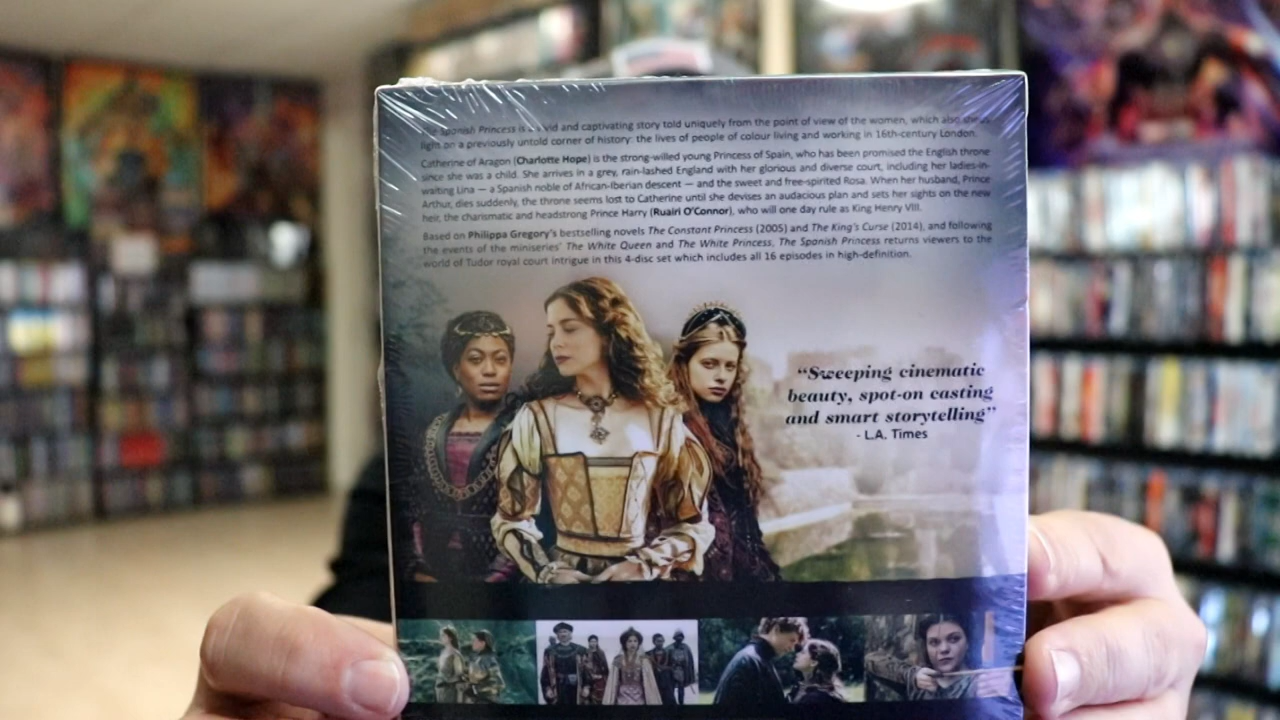 The Spanish Princess is a vivid and captivating story told uniquely from the point of view of the women, which also sheds
light on a previously untold corner of history: the lives of people of colour living and working in 16th-century London.
Catherine of Aragon (Charlotte Hope) is the strong-willed young Princess of Spain, who has been promised the English throne
since she was a child. She arrives in a grey, rain-lashed England with her glorious and diverse court, including her ladies-in-
waiting Lina — a Spanish noble of African-Iberian descent — and the sweet and free-spirited Rosa. When her husband, Prince
Arthur, dies suddenly, the throne seems lost to Catherine until she devises an audacious plan and sets her sights on the new
heir, the charismatic and headstrong Prince Harry (Ruairi O'Connor), who will one day rule as King Henry VIII.
Based on Philippa Gregory's bestselling novels The Constant Princess (2005) and The King's Curse (2014), and following
the events of the miniseries' The White Queen and The White Princess, The Spanish Princess returns viewers to the
world of Tudor royal court intrigue in this 4-disc set which includes all 16 episodes in high-definition.
“Sweeping cinematic
beauty, spot-on casting
and smart storytelling”
- L.A. Times